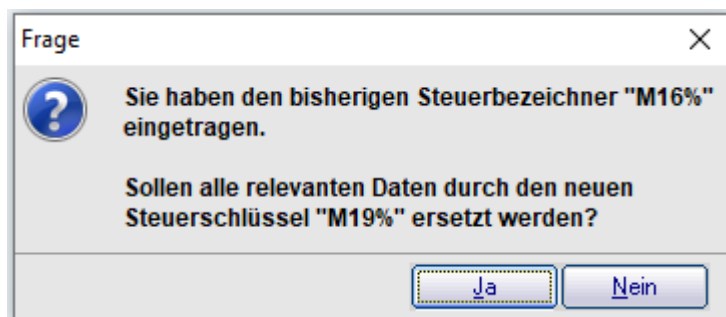 Frage
Sie haben den bisherigen Steuerbezeichner "M16%"
eingetragen.
Sollen alle relevanten Daten durch den neuen
Steuerschlüssel "M19%" ersetzt werden?
Ja
Nein